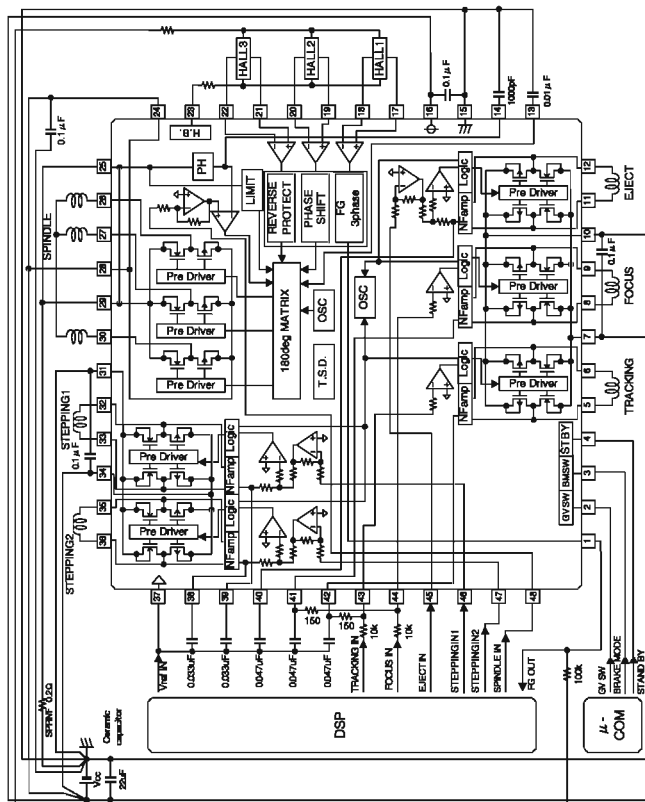 HALL3
HALL2
HALL1
0.1μF
1000pF
0.01μF
0.1μF
24
23
22
21
20
19
18
17
16
15
14
13
H.B.
25
26
27
28
29
30
31
32
33
34
35
36
SPINDLE
STEPPING1
0.1μF
STEPPING2
PH
LIMIT
REVERSE PROTECT
PHASE SHIFT
FG 3phase
180deg MATRIX
OSC
T.S.D.
OSC
Pre Driver
Pre Driver
Pre Driver
Logic
NFamp
Pre Driver
Logic
NFamp
Pre Driver
Logic
NFamp
Pre Driver
Pre Driver
Logic
NFamp
Pre Driver
Logic
NFamp
12
11
10
9
8
7
6
5
4
3
2
1
EJECT
0.1μF
FOCUS
TRACKING
STBY
BMSW
GVSW
37
38
39
40
41
42
43
44
45
46
47
48
150
150
10k
10k
Vref IN
0.033uF
0.033uF
0.047uF
0.047uF
0.047uF
TRACKING IN
FOCUS IN
EJECT IN
STEPPING IN1
STEPPING IN2
SPINDLE IN
FG OUT
100k
GV SW
BRAKE MODE
STAND BY
DSP
μ-COM
SPRNF 0.2Ω
Ceramic capacitor
Vcc
22uF